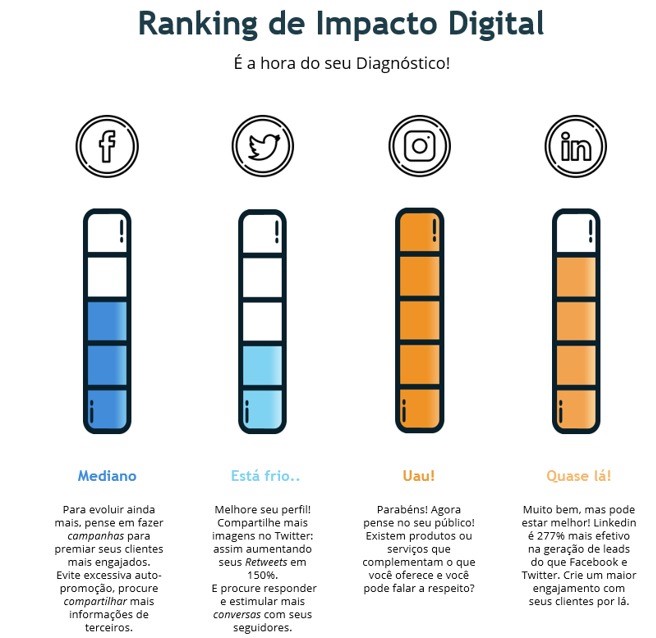 Ranking de Impacto Digital
É a hora do seu Diagnóstico!
f
in
Mediano
Para evoluir ainda
mais, pense em fazer
campanhas para
premiar seus clientes
mais engajados.
Evite excessiva auto-
promoção, procure
compartilhar mais
informações de
terceiros.
Está frio..
Melhore seu perfil!
Compartilhe mais
imagens no Twitter:
assim aumentando
seus Retweets em
150%.
E procure responder
e estimular mais
conversas com seus
seguidores.
Uau!
Parabéns! Agora
pense no seu público!
Existem produtos ou
serviços que
complementam o que
você oferece e você
pode falar a respeito?
Quase lá!
Muito bem, mas pode
estar melhor! Linkedin
é 277% mais efetivo
na geração de leads
do que Facebook e
Twitter. Crie um maior
engajamento com
seus clientes por lá.